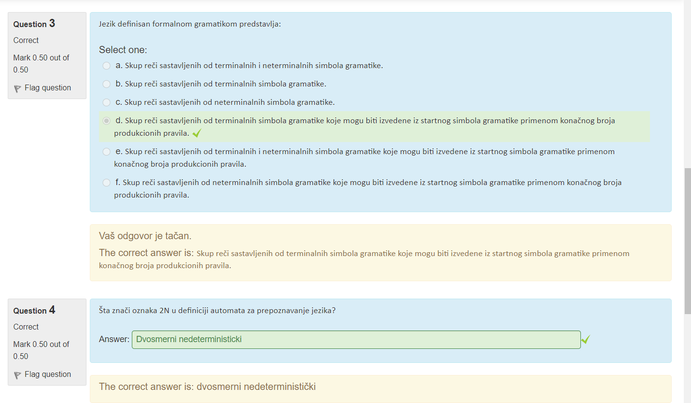 Question 3
Correct
Mark 0.50 out of
0.50
Flag question
Jezik definisan formalnom gramatikom predstavlja:
Select one:
a. Skup reči sastavljenih od terminalnih i neterminalnih simbola gramatike.
b. Skup reči sastavljenih od terminalnih simbola gramatike.
c. Skup reči sastavljenih od neterminalnih simbola gramatike.
d. Skup reči sastavljenih od terminalnih simbola gramatike koje mogu biti izvedene iz startnog simbola gramatike primenom konačnog broja
produkcionih pravila.
e. Skup reči sastavljenih od terminalnih i neterminalnih simbola gramatike koje mogu biti izvedene iz startnog simbola gramatike primenom
konačnog broja produkcionih pravila.
f. Skup reči sastavljenih od neterminalnih simbola gramatike koje mogu biti izvedene iz startnog simbola gramatike primenom konačnog broja
produkcionih pravila.
Vaš odgovor je tačan.
The correct answer is: Skup reči sastavljenih od terminalnih simbola gramatike koje mogu biti izvedene iz startnog simbola gramatike primenom
konačnog broja produkcionih pravila.
Question 4
Correct
Mark 0.50 out of
0.50
Flag question
Šta znači oznaka 2N u definiciji automata za prepoznavanje jezika?
Answer: Dvosmerni nedeterministicki
The correct answer is: dvosmerni nedeterministički